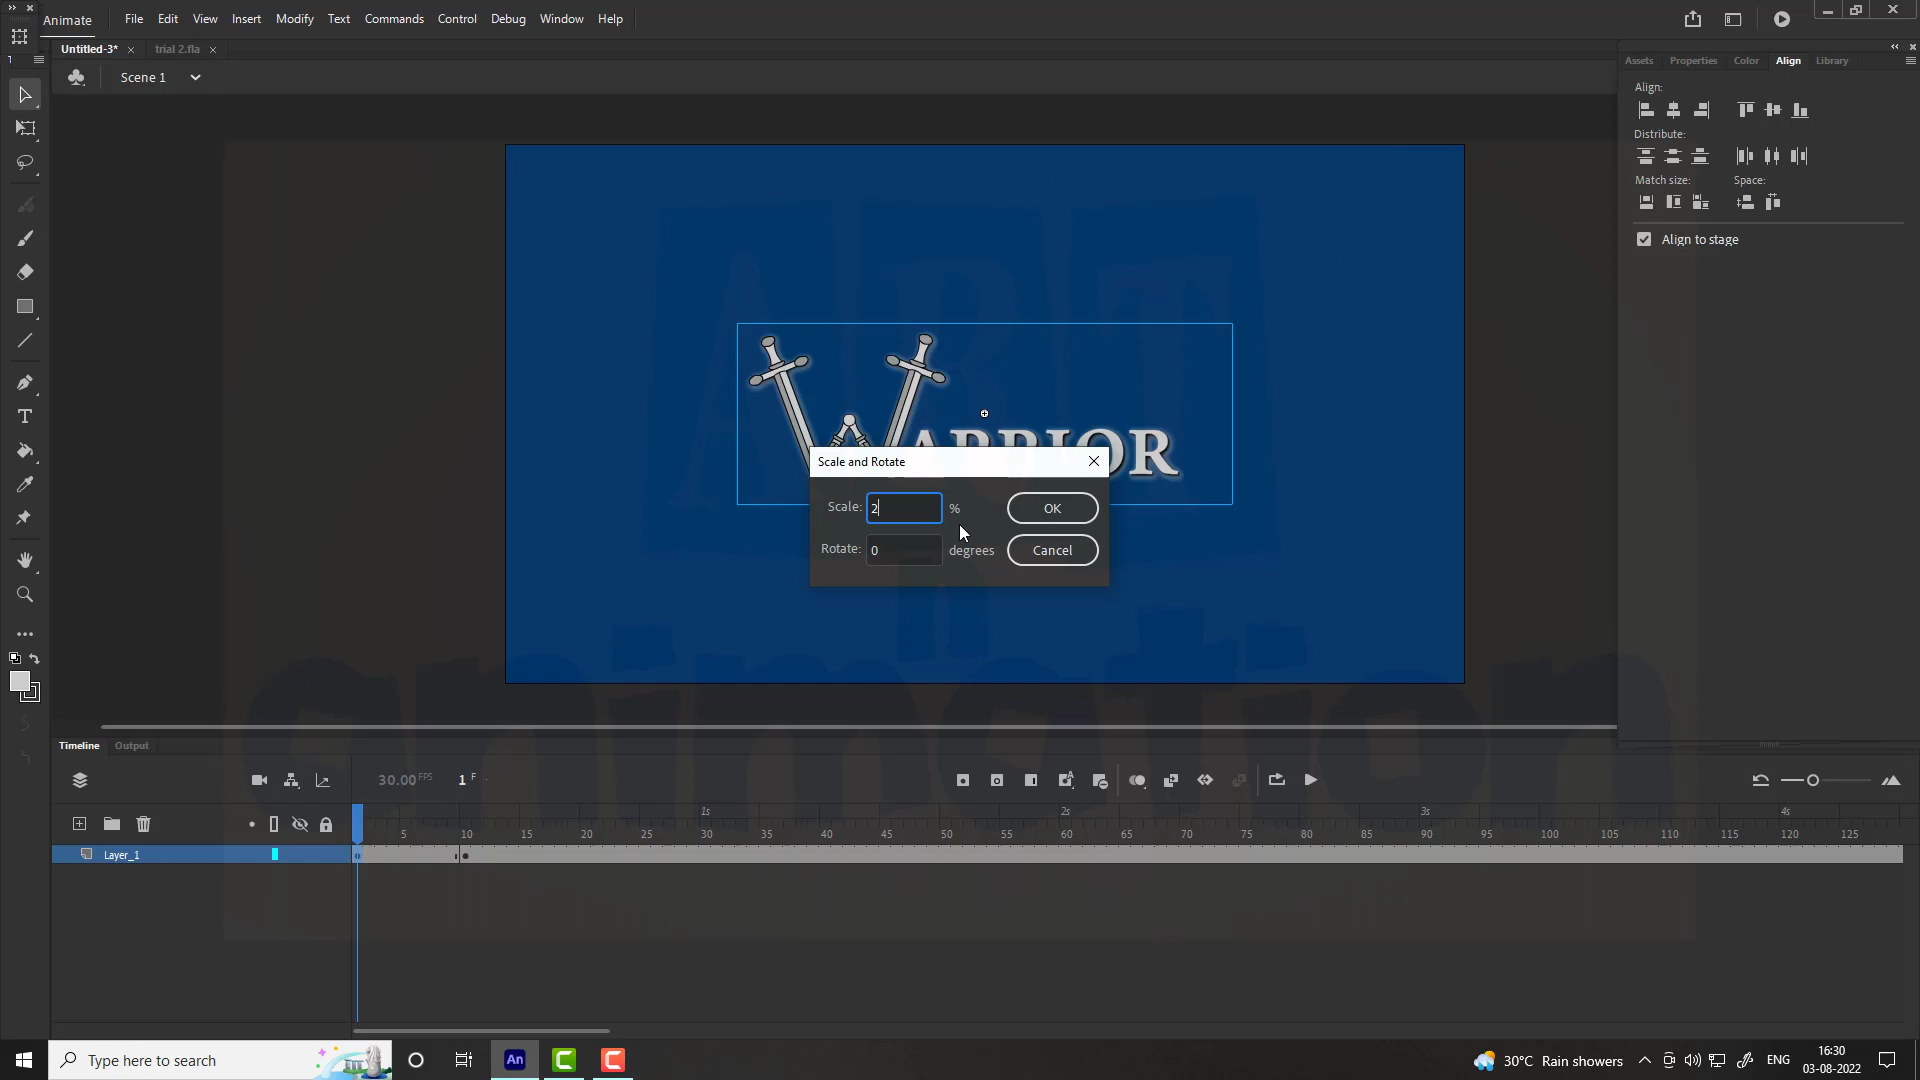 Animate File Edit View Insert Modify Text Commands Control Debug Window Help
Untitled-3* trial 2.fla
Assets Properties Color Align Library
Scene 1
Align:
Distribute:
Match size: Space:
Align to stage
ART
WARRIOR
Scale and Rotate
Scale: 2 % OK
Rotate: 0 degrees Cancel
animation
Timeline Output
30.00 FPS 1 F
1s 2s 3s 4s
5 10 15 20 25 30 35 40 45 50 55 60 65 70 75 80 85 90 95 100 105 110 115 120 125
Layer_1
Type here to search An C C 30°C Rain showers ENG 16:30
03-08-2022